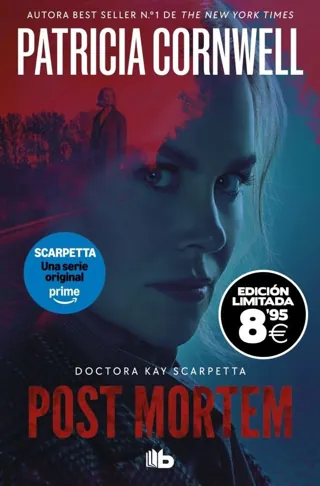 AUTORA BEST SELLER N.º1 DE THE NEW YORK TIMES
PATRICIA CORNWELL
SCARPETTA
Una serie
original
prime
EDICIÓN
LIMITADA
8'95€
DOCTORA KAY SCARPETTA
POST MORTEM
b